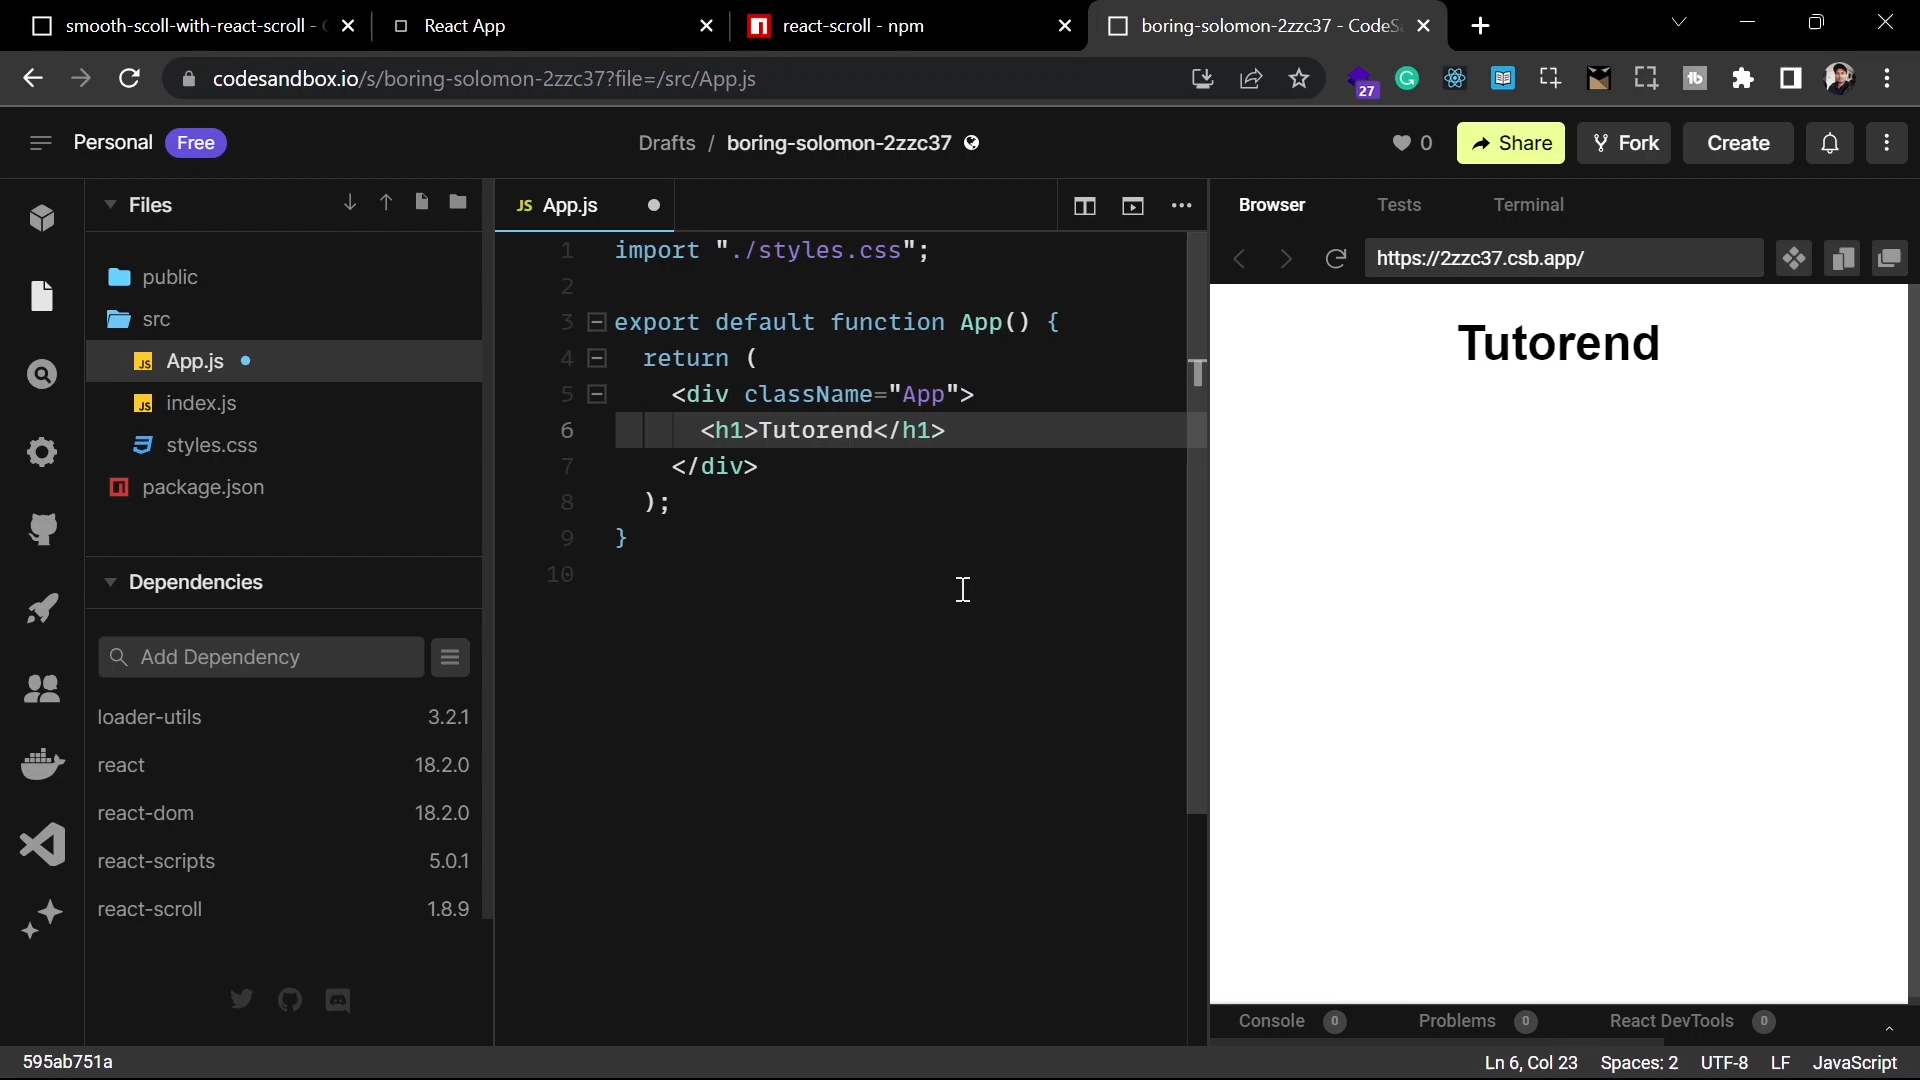 smooth-scoll-with-react-scroll -
React App
react-scroll - npm
boring-solomon-2zzc37 - CodeS
codesandbox.io/s/boring-solomon-2zzc37?file=/src/App.js
27
Personal Free
Drafts / boring-solomon-2zzc37
0
Share
Fork
Create
Files
public
src
App.js
index.js
styles.css
package.json
Dependencies
Add Dependency
loader-utils 3.2.1
react 18.2.0
react-dom 18.2.0
react-scripts 5.0.1
react-scroll 1.8.9
JS App.js
1 import "./styles.css";
2
3 export default function App() {
4 return (
5 <div className="App">
6 <h1>Tutorend</h1>
7 </div>
8 );
9 }
10
Browser Tests Terminal
https://2zzc37.csb.app/
Tutorend
Console 0 Problems 0 React DevTools 0
595ab751a
Ln 6, Col 23 Spaces: 2 UTF-8 LF JavaScript